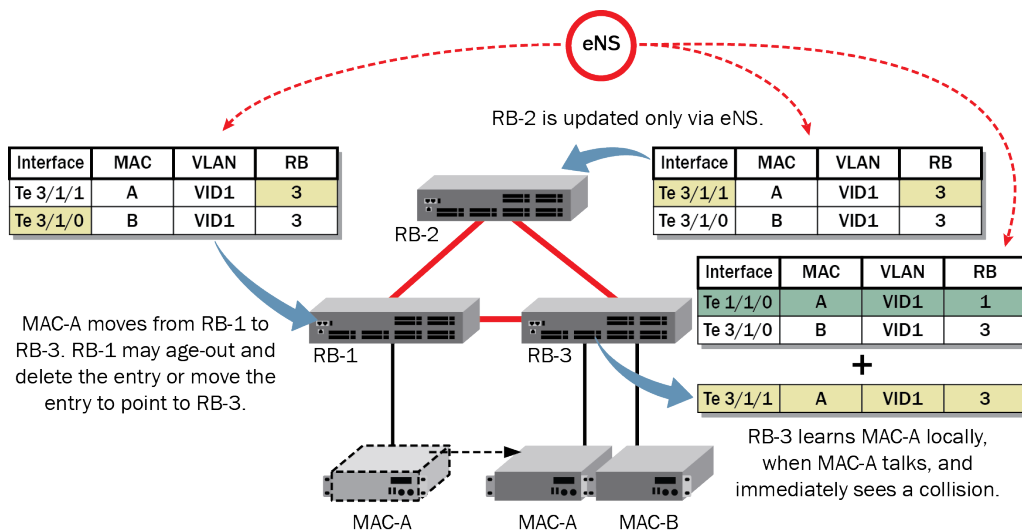 eNS
RB-2 is updated only via eNS.
Interface MAC VLAN RB
Te 3/1/1 A VID1 3
Te 3/1/0 B VID1 3
Interface MAC VLAN RB
Te 3/1/1 A VID1 3
Te 3/1/0 B VID1 3
RB-2
Interface MAC VLAN RB
Te 1/1/0 A VID1 1
Te 3/1/0 B VID1 3
+
Te 3/1/1 A VID1 3
MAC-A moves from RB-1 to
RB-3. RB-1 may age-out and
delete the entry or move the
entry to point to RB-3.
RB-1
RB-3
RB-3 learns MAC-A locally,
when MAC-A talks, and
immediately sees a collision.
MAC-A
MAC-A
MAC-B